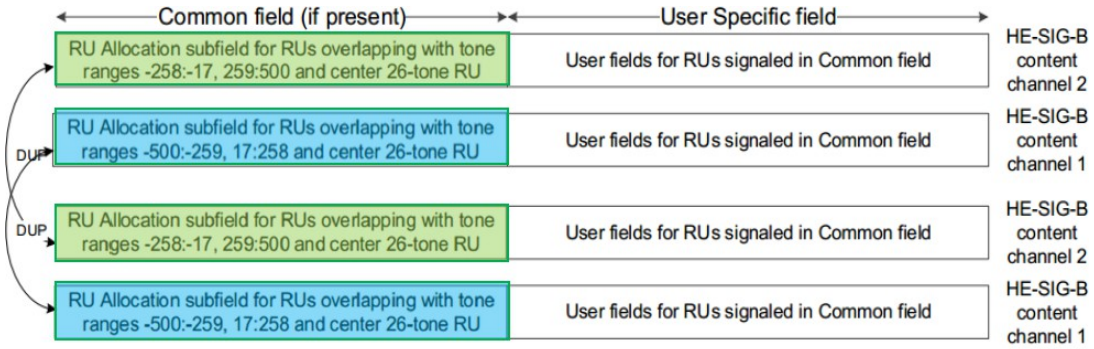 Common field (if present)
User Specific field
RU Allocation subfield for RUs overlapping with tone
ranges -258:-17, 259:500 and center 26-tone RU
User fields for RUs signaled in Common field
HE-SIG-B
content
channel 2
RU Allocation subfield for RUs overlapping with tone
ranges -500:-259, 17:258 and center 26-tone RU
User fields for RUs signaled in Common field
HE-SIG-B
content
channel 1
DUP
RU Allocation subfield for RUs overlapping with tone
ranges -258:-17, 259:500 and center 26-tone RU
User fields for RUs signaled in Common field
HE-SIG-B
content
channel 2
DUP
RU Allocation subfield for RUs overlapping with tone
ranges -500:-259, 17:258 and center 26-tone RU
User fields for RUs signaled in Common field
HE-SIG-B
content
channel 1